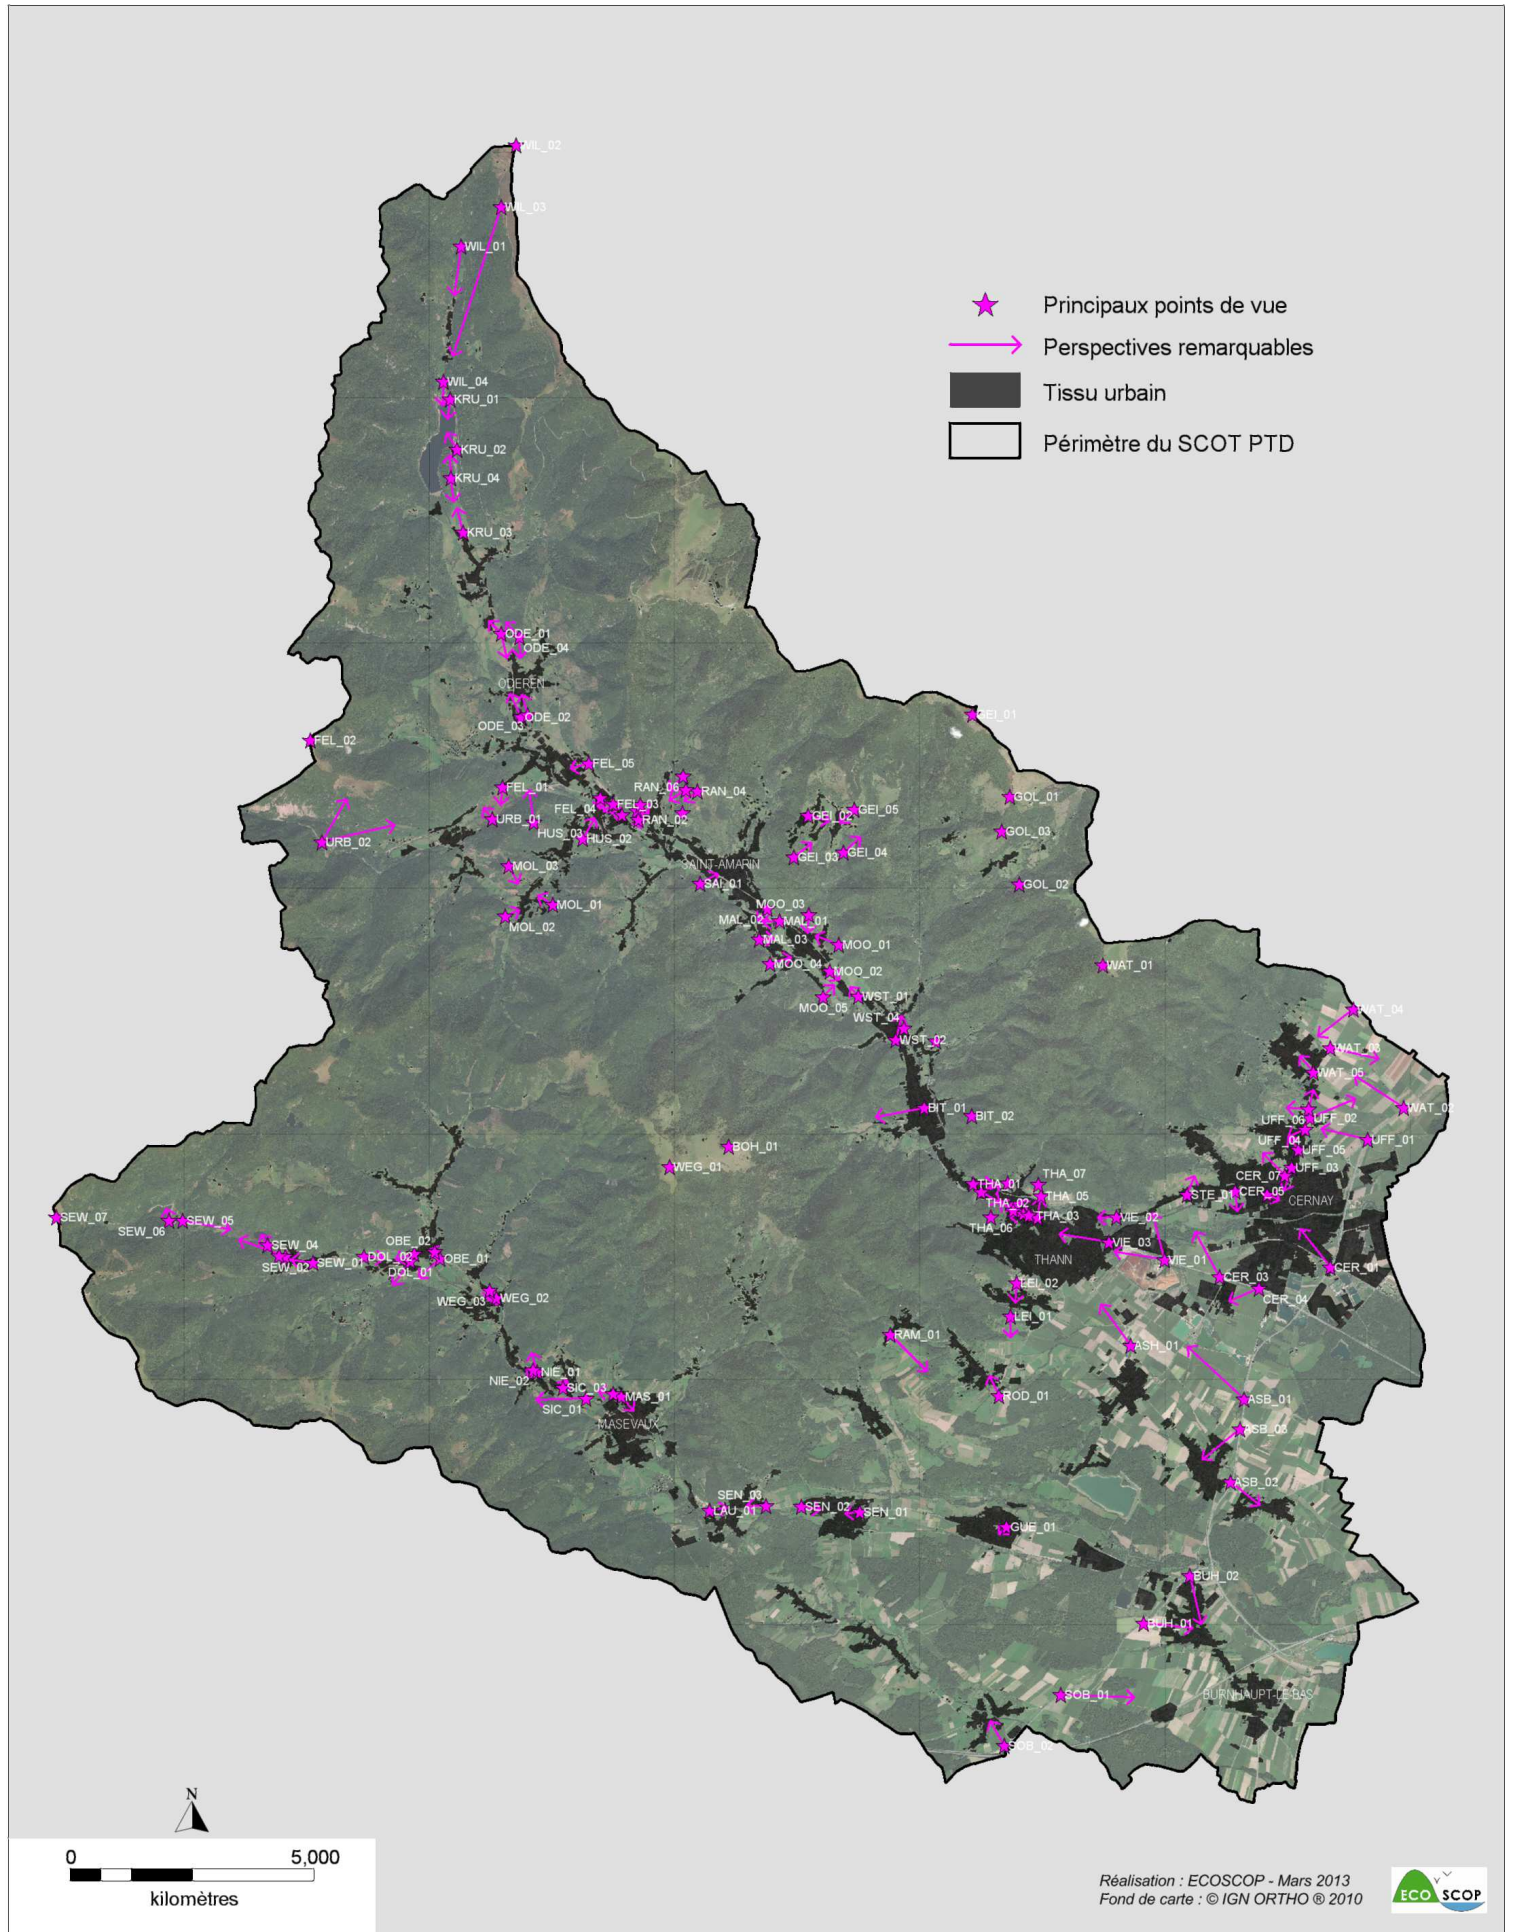 WIL_02
WIL_03
WIL_01
Principaux points de vue
Perspectives remarquables
Tissu urbain
Périmètre du SCOT PTD
WIL_04
KRU_01
KRU_02
KRU_04
KRU_03
ODE_01
ODE_04
ODEREN
ODE_02
ODE_03
GEI_01
FEL_02
FEL_05
FEL_01
RAN_06
RAN_04
GOL_01
FEL_04
FEL_03
GEI_05
GEI_02
URB_01
RAN_02
HUS_03
GOL_03
URB_02
HUS_02
GEI_03
GEI_04
MOL_03
SAINT-AMARIN
SAI_01
GOL_02
MOL_01
MOO_03
MOL_02
MAL_02
MAL_01
MAL_03
MOO_01
MOO_04
WAT_01
MOO_02
MOO_05
WST_01
WAT_04
WST_04
WST_02
WAT_03
WAT_05
BIT_01
BIT_02
WAT_02
UFF_06
UFF_02
UFF_04
UFF_01
BOH_01
UFF_05
WEG_01
UFF_03
THA_07
CER_07
THA_01
THA_05
STE_01
CER_05
CERNAY
THA_02
SEW_07
SEW_05
THA_03
VIE_02
SEW_06
THA_06
OBE_02
SEW_04
VIE_03
DOL_02
OBE_01
THANN
VIE_01
SEW_02
SEW_01
DOL_01
CER_01
CER_03
LEI_02
CER_04
WEG_03
WEG_02
LEI_01
RAM_01
ASH_01
NIE_01
NIE_02
SIC_03
MAS_01
ROD_01
ASB_01
SIC_01
MASEVAUX
ASB_03
ASB_02
SEN_03
LAU_01
SEN_02
SEN_01
GUE_01
BUH_02
BUH_01
SOB_01
BURNHAUPT-LE-BAS
SOB_02
N
0 5,000
kilomètres
Réalisation : ECOSCOP - Mars 2013
Fond de carte : © IGN ORTHO ® 2010
ECO SCOP